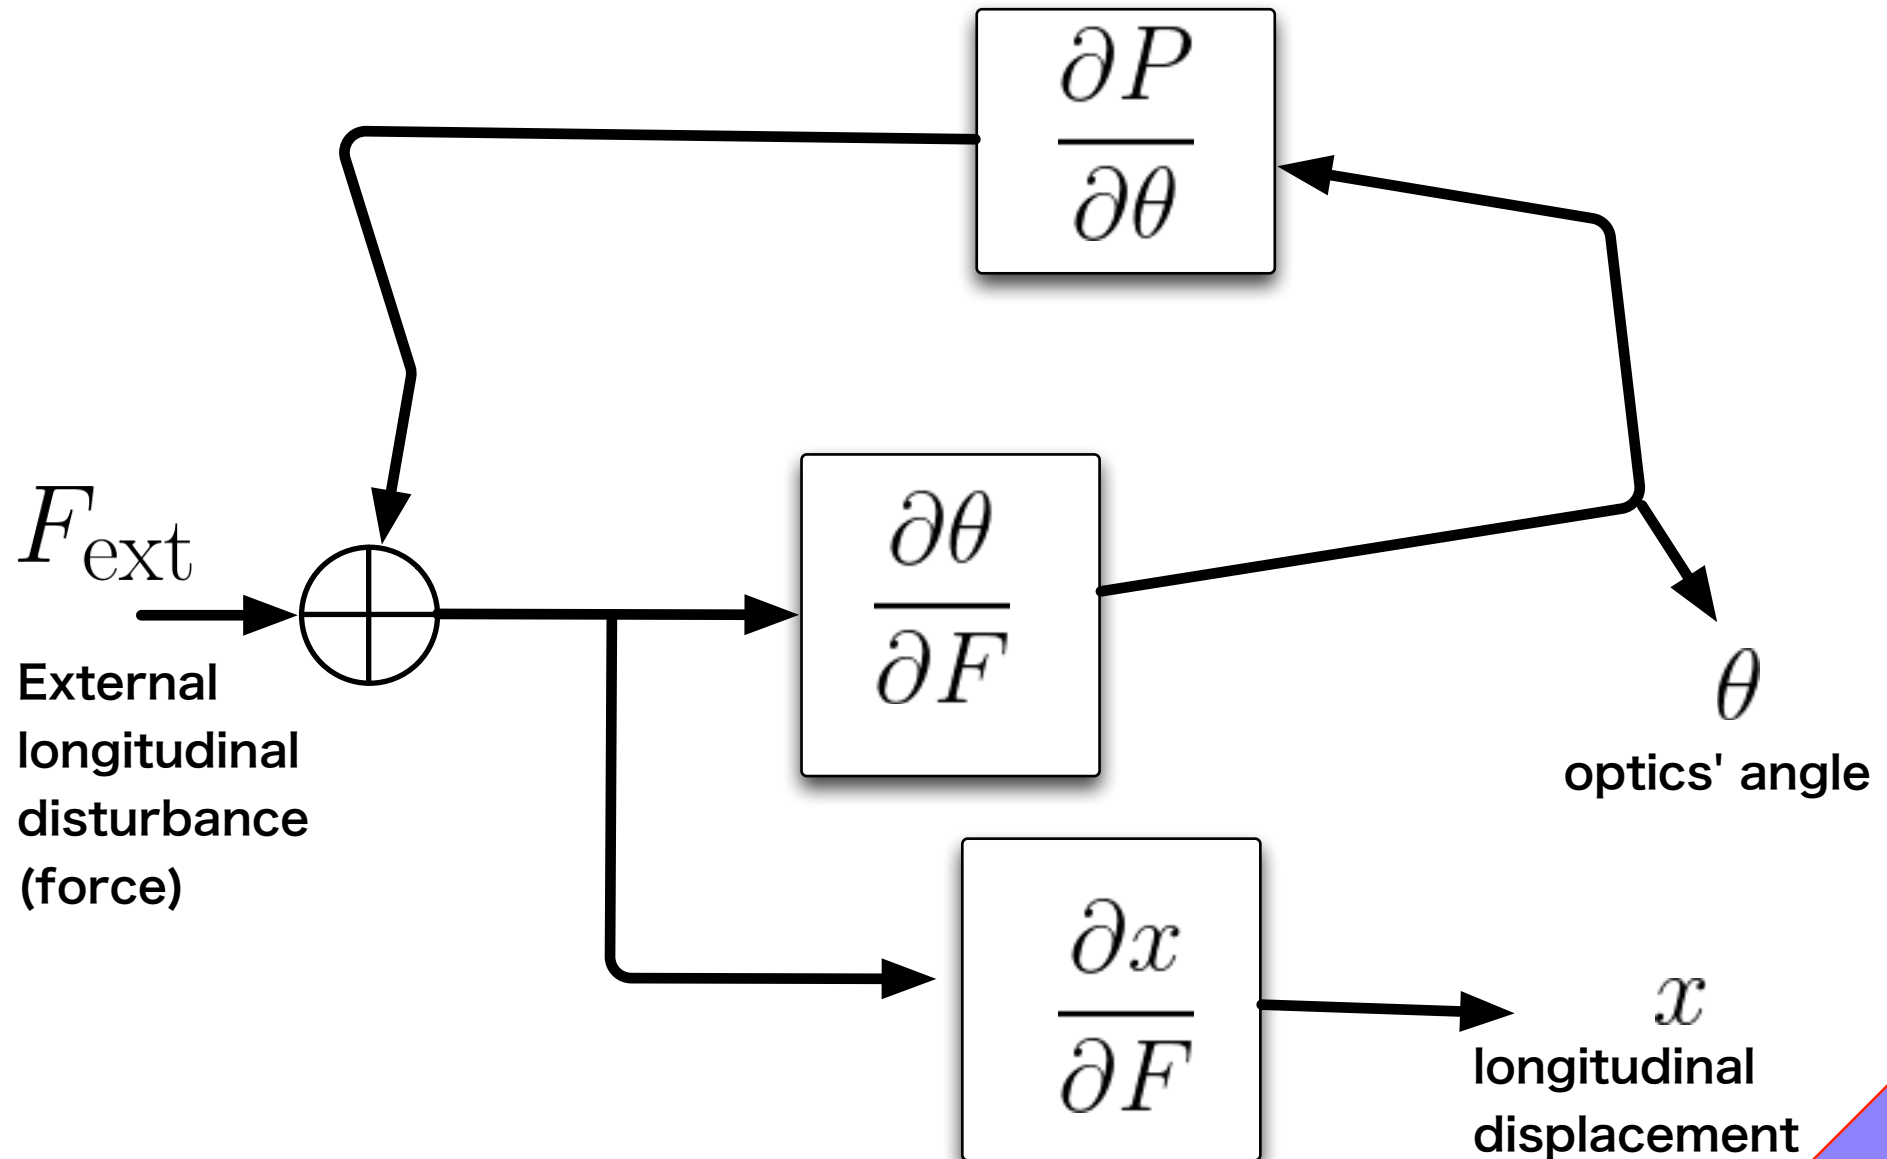 ∂P
∂θ
F_ext
External
longitudinal
disturbance
(force)
∂θ
∂F
θ
optics' angle
∂x
∂F
x
longitudinal
displacement